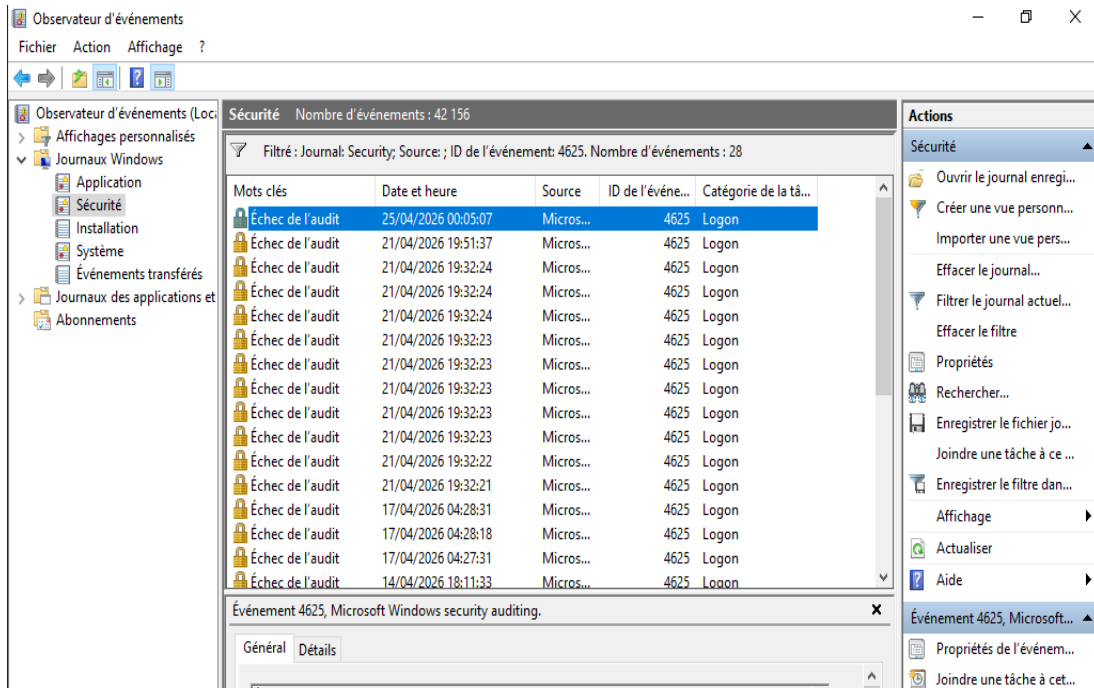 Observateur d'événements
Fichier Action Affichage ?
Observateur d'événements (Loca
Affichages personnalisés
Journaux Windows
Application
Sécurité
Installation
Système
Événements transférés
Journaux des applications et
Abonnements
Sécurité Nombre d'événements : 42 156
Filtré : Journal: Security; Source: ; ID de l'événement: 4625. Nombre d'événements : 28
Mots clés Date et heure Source ID de l'événe... Catégorie de la tâ...
Échec de l'audit 25/04/2026 00:05:07 Micros... 4625 Logon
Échec de l'audit 21/04/2026 19:51:37 Micros... 4625 Logon
Échec de l'audit 21/04/2026 19:32:24 Micros... 4625 Logon
Échec de l'audit 21/04/2026 19:32:24 Micros... 4625 Logon
Échec de l'audit 21/04/2026 19:32:24 Micros... 4625 Logon
Échec de l'audit 21/04/2026 19:32:23 Micros... 4625 Logon
Échec de l'audit 21/04/2026 19:32:23 Micros... 4625 Logon
Échec de l'audit 21/04/2026 19:32:23 Micros... 4625 Logon
Échec de l'audit 21/04/2026 19:32:23 Micros... 4625 Logon
Échec de l'audit 21/04/2026 19:32:23 Micros... 4625 Logon
Échec de l'audit 21/04/2026 19:32:22 Micros... 4625 Logon
Échec de l'audit 21/04/2026 19:32:21 Micros... 4625 Logon
Échec de l'audit 17/04/2026 04:28:31 Micros... 4625 Logon
Échec de l'audit 17/04/2026 04:28:18 Micros... 4625 Logon
Échec de l'audit 17/04/2026 04:27:31 Micros... 4625 Logon
Échec de l'audit 14/04/2026 18:11:33 Micros... 4625 Logon
Événement 4625, Microsoft Windows security auditing.
Général Détails
Actions
Sécurité
Ouvrir le journal enregi...
Créer une vue personn...
Importer une vue pers...
Effacer le journal...
Filtrer le journal actuel...
Effacer le filtre
Propriétés
Rechercher...
Enregistrer le fichier jo...
Joindre une tâche à ce ...
Enregistrer le filtre dan...
Affichage
Actualiser
Aide
Événement 4625, Microsoft...
Propriétés de l'événem...
Joindre une tâche à cet...